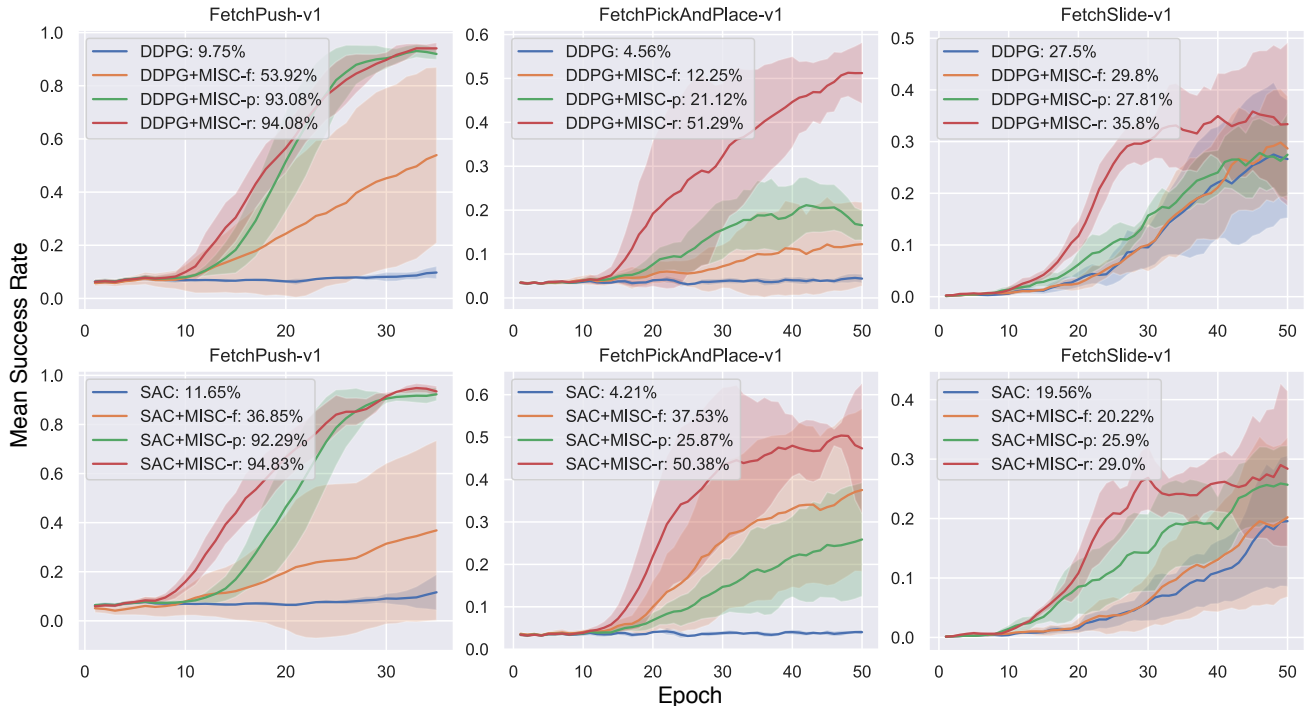 FetchPush-v1
FetchPickAndPlace-v1
FetchSlide-v1
Mean Success Rate
1.0
0.8
0.6
0.4
0.2
0.0
DDPG: 9.75%
DDPG+MISC-f: 53.92%
DDPG+MISC-p: 93.08%
DDPG+MISC-r: 94.08%
0 10 20 30
0.6
0.5
0.4
0.3
0.2
0.1
0.0
DDPG: 4.56%
DDPG+MISC-f: 12.25%
DDPG+MISC-p: 21.12%
DDPG+MISC-r: 51.29%
0 10 20 30 40 50
0.5
0.4
0.3
0.2
0.1
0.0
DDPG: 27.5%
DDPG+MISC-f: 29.8%
DDPG+MISC-p: 27.81%
DDPG+MISC-r: 35.8%
0 10 20 30 40 50
FetchPush-v1
FetchPickAndPlace-v1
FetchSlide-v1
1.0
0.8
0.6
0.4
0.2
0.0
SAC: 11.65%
SAC+MISC-f: 36.85%
SAC+MISC-p: 92.29%
SAC+MISC-r: 94.83%
0 10 20 30
0.6
0.5
0.4
0.3
0.2
0.1
0.0
SAC: 4.21%
SAC+MISC-f: 37.53%
SAC+MISC-p: 25.87%
SAC+MISC-r: 50.38%
0 10 20 30 40 50
0.4
0.3
0.2
0.1
0.0
SAC: 19.56%
SAC+MISC-f: 20.22%
SAC+MISC-p: 25.9%
SAC+MISC-r: 29.0%
0 10 20 30 40 50
Epoch